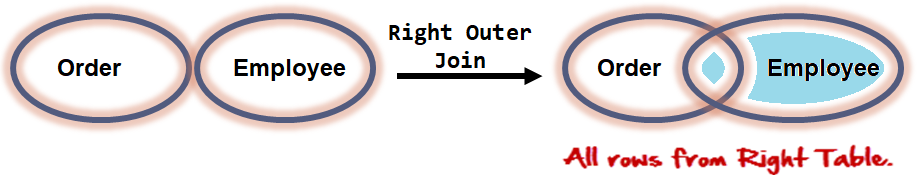 Order
Employee
Right Outer
Join
Order
Employee
All rows from Right Table.